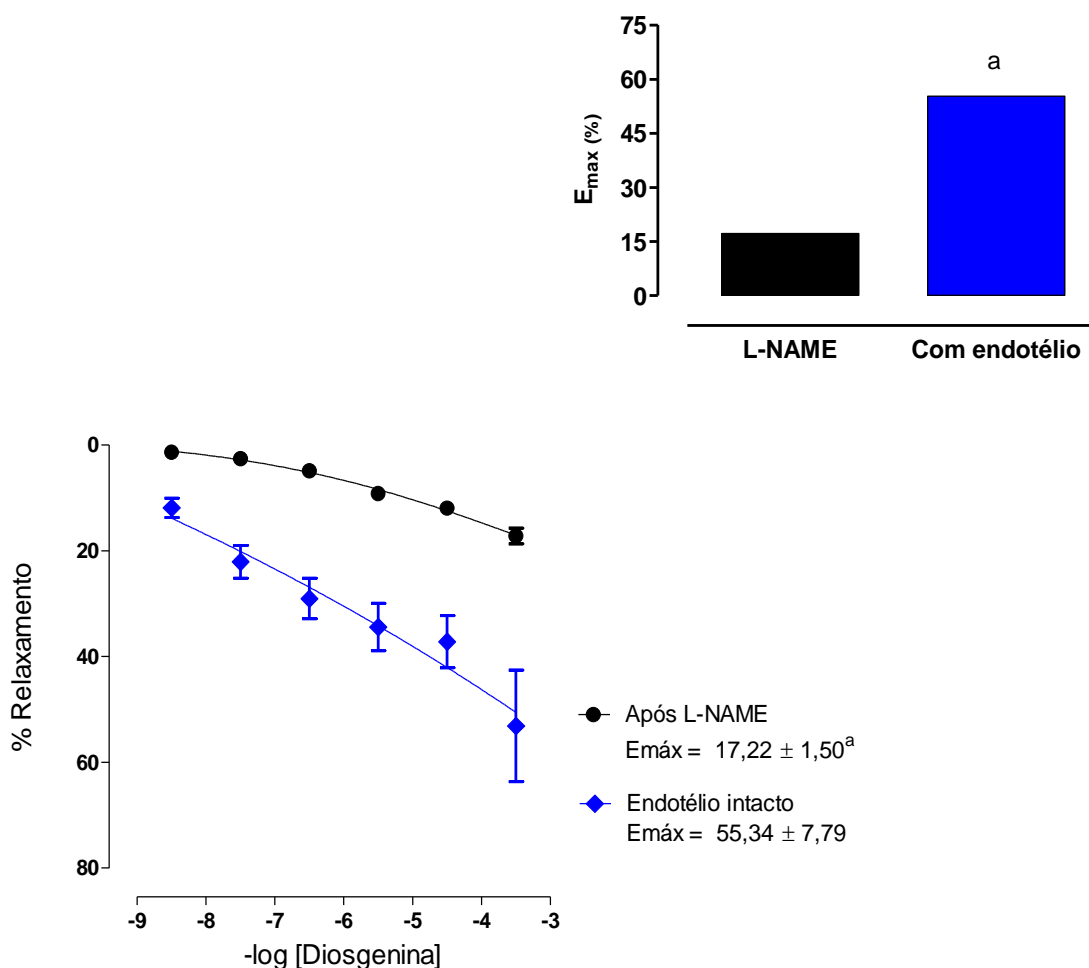 75
60
45
30
15
0
Emax (%)
a
L-NAME
Com endotélio
0
20
40
60
80
% Relaxamento
-9 -8 -7 -6 -5 -4 -3
-log [Diosgenina]
Após L-NAME
Emáx = 17,22 ± 1,50a
Endotélio intacto
Emáx = 55,34 ± 7,79